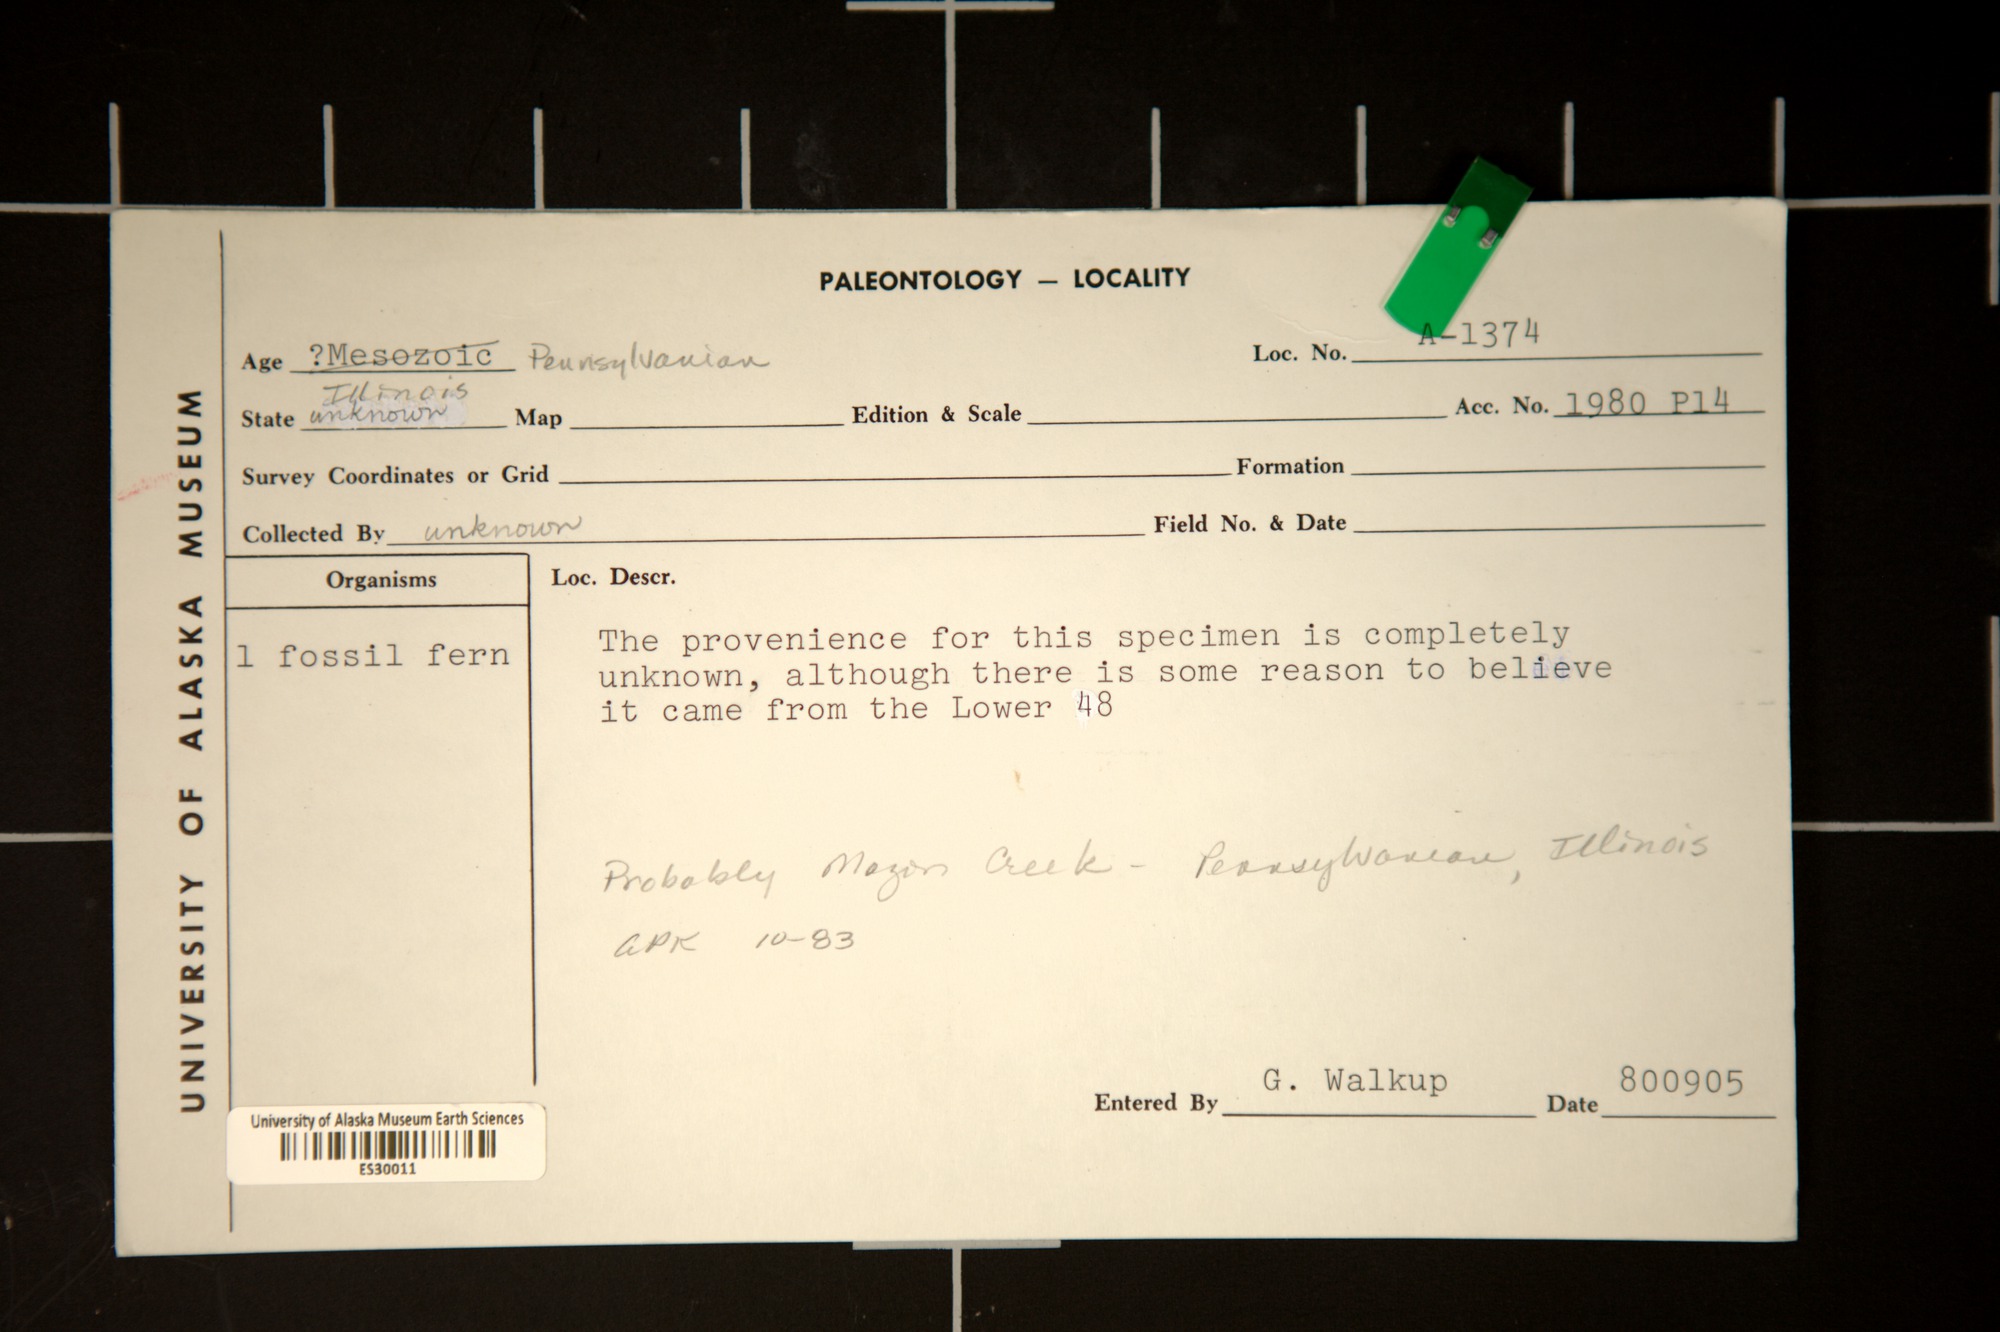 PALEONTOLOGY — LOCALITY
Age ?Mesozoic Pennsylvanian
Loc. No. A-1374
Illinois
State unknown Map Edition & Scale Acc. No. 1980 P14
Survey Coordinates or Grid Formation
Collected By unknown Field No. & Date
Organisms
1 fossil fern
Loc. Descr.
The provenience for this specimen is completely
unknown, although there is some reason to believe
it came from the Lower 48
Probably Mazon Creek - Pennsylvanian, Illinois
APK 10-83
Entered By G. Walkup Date 800905
UNIVERSITY OF ALASKA MUSEUM
University of Alaska Museum Earth Sciences
ES30011